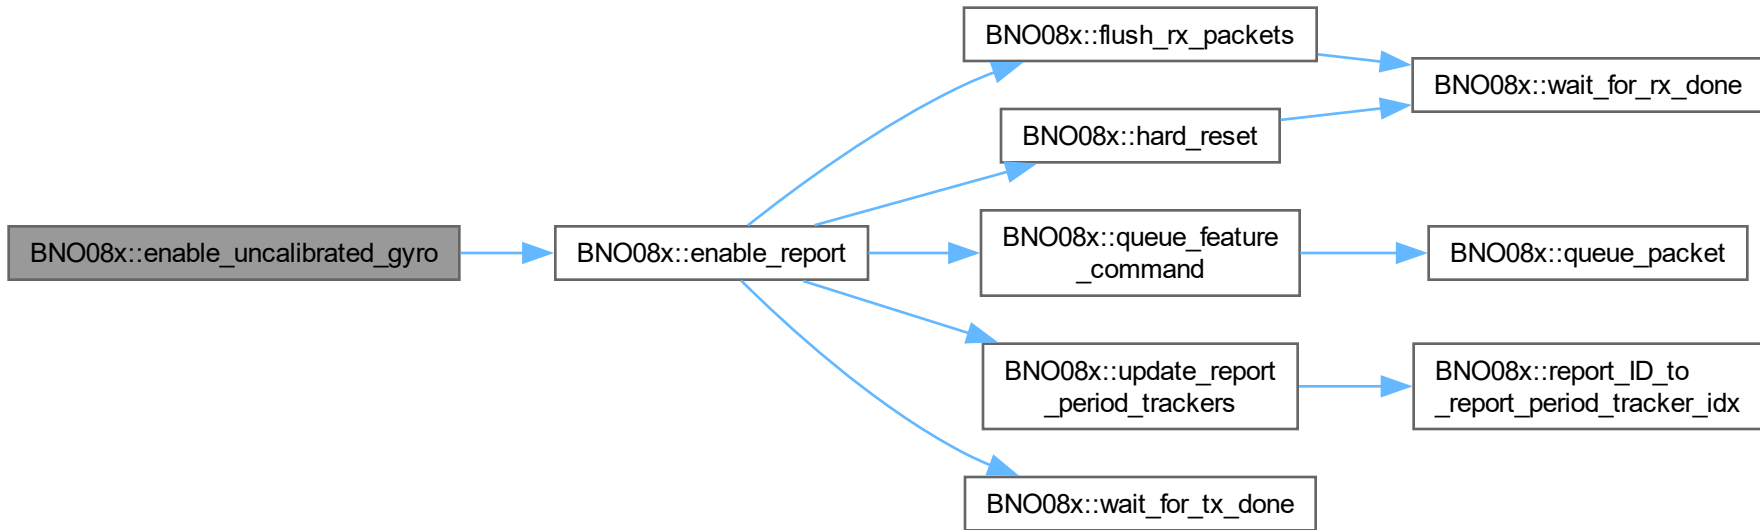 BNO08x::enable_uncalibrated_gyro
BNO08x::enable_report
BNO08x::flush_rx_packets
BNO08x::hard_reset
BNO08x::queue_feature
_command
BNO08x::update_report
_period_trackers
BNO08x::wait_for_tx_done
BNO08x::wait_for_rx_done
BNO08x::queue_packet
BNO08x::report_ID_to
_report_period_tracker_idx